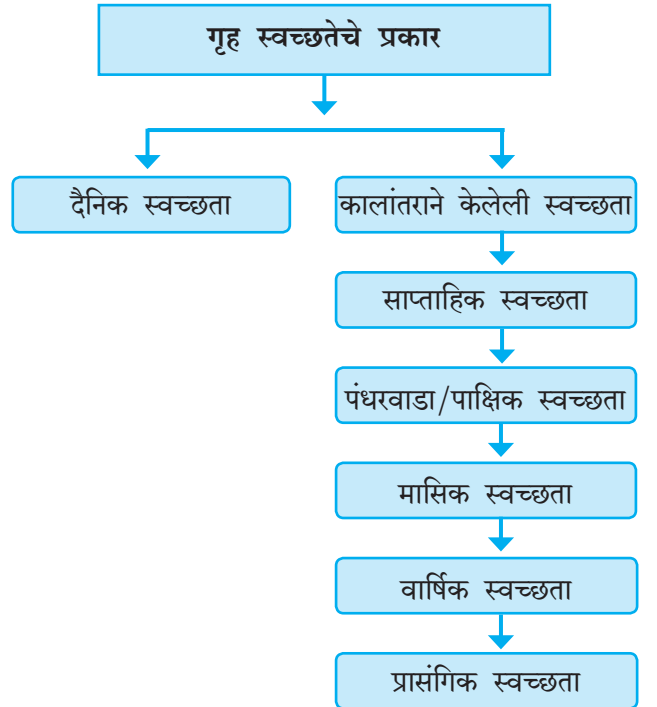 गृह स्वच्छतेचे प्रकार
दैनिक स्वच्छता
कालांतराने केलेली स्वच्छता
साप्ताहिक स्वच्छता
पंधरवाडा/पाक्षिक स्वच्छता
मासिक स्वच्छता
वार्षिक स्वच्छता
प्रासंगिक स्वच्छता